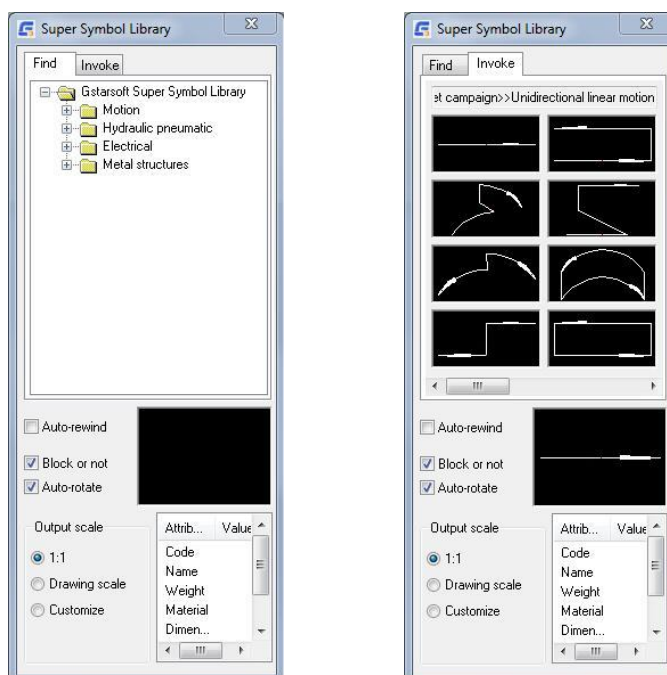 Super Symbol Library
Find Invoke
Gstarsoft Super Symbol Library
Motion
Hydraulic pneumatic
Electrical
Metal structures
Auto-rewind
Block or not
Auto-rotate
Output scale
1:1
Drawing scale
Customize
Attrib... Value
Code
Name
Weight
Material
Dimen...
Super Symbol Library
Find Invoke
et campaign>>Unidirectional linear motion
Auto-rewind
Block or not
Auto-rotate
Output scale
1:1
Drawing scale
Customize
Attrib... Value
Code
Name
Weight
Material
Dimen...